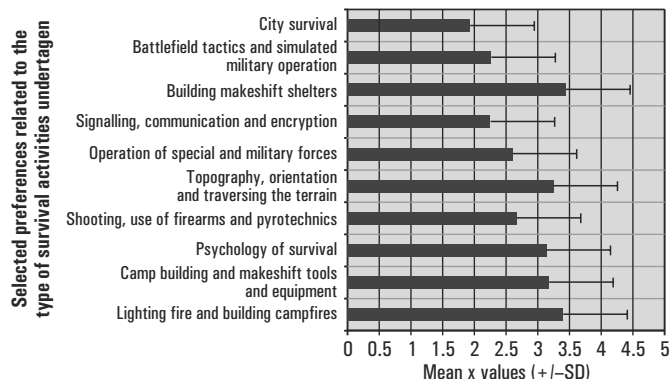 Selected preferences related to the
type of survival activities undertagen
City survival
Battlefield tactics and simulated
military operation
Building makeshift shelters
Signalling, communication and encryption
Operation of special and military forces
Topography, orientation
and traversing the terrain
Shooting, use of firearms and pyrotechnics
Psychology of survival
Camp building and makeshift tools
and equipment
Lighting fire and building campfires
0 0.5 1 1.5 2 2.5 3 3.5 4 4.5 5
Mean x values (+/–SD)